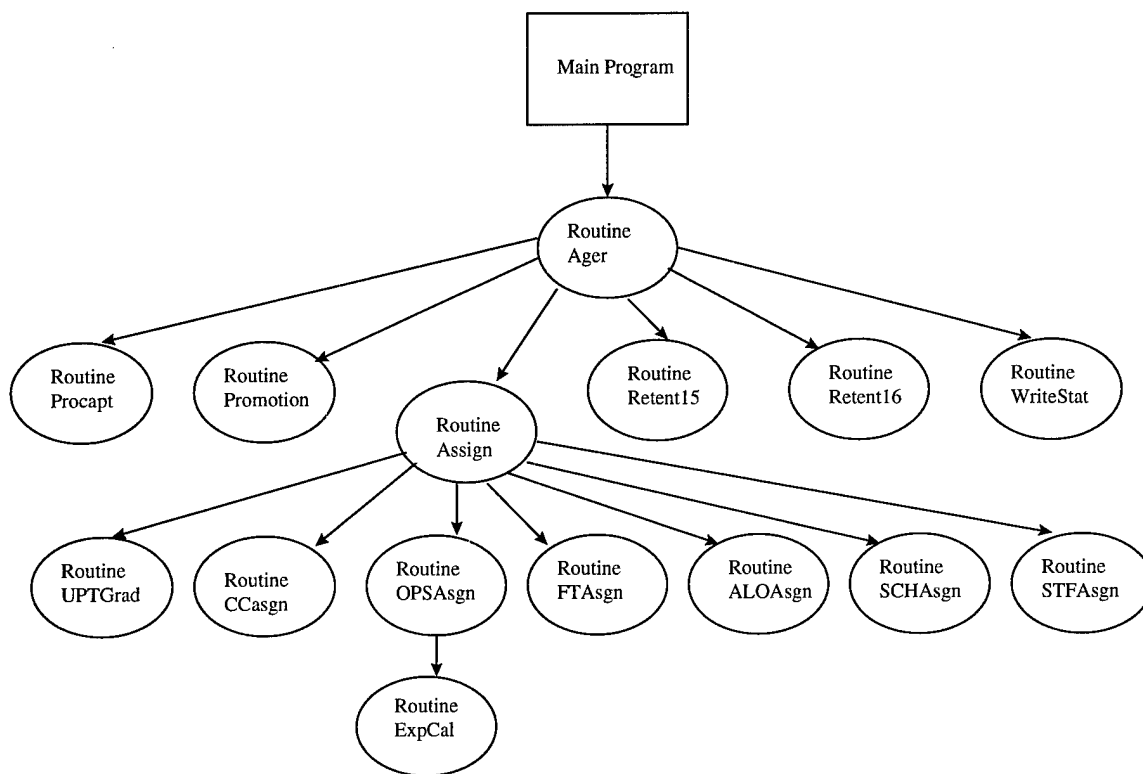 Main Program
Routine
Ager
Routine
Procapt
Routine
Promotion
Routine
Retent15
Routine
Retent16
Routine
WriteStat
Routine
Assign
Routine
UPTGrad
Routine
CCasgn
Routine
OPSAsgn
Routine
FTAsgn
Routine
ALOAsgn
Routine
SCHAsgn
Routine
STFAsgn
Routine
ExpCal